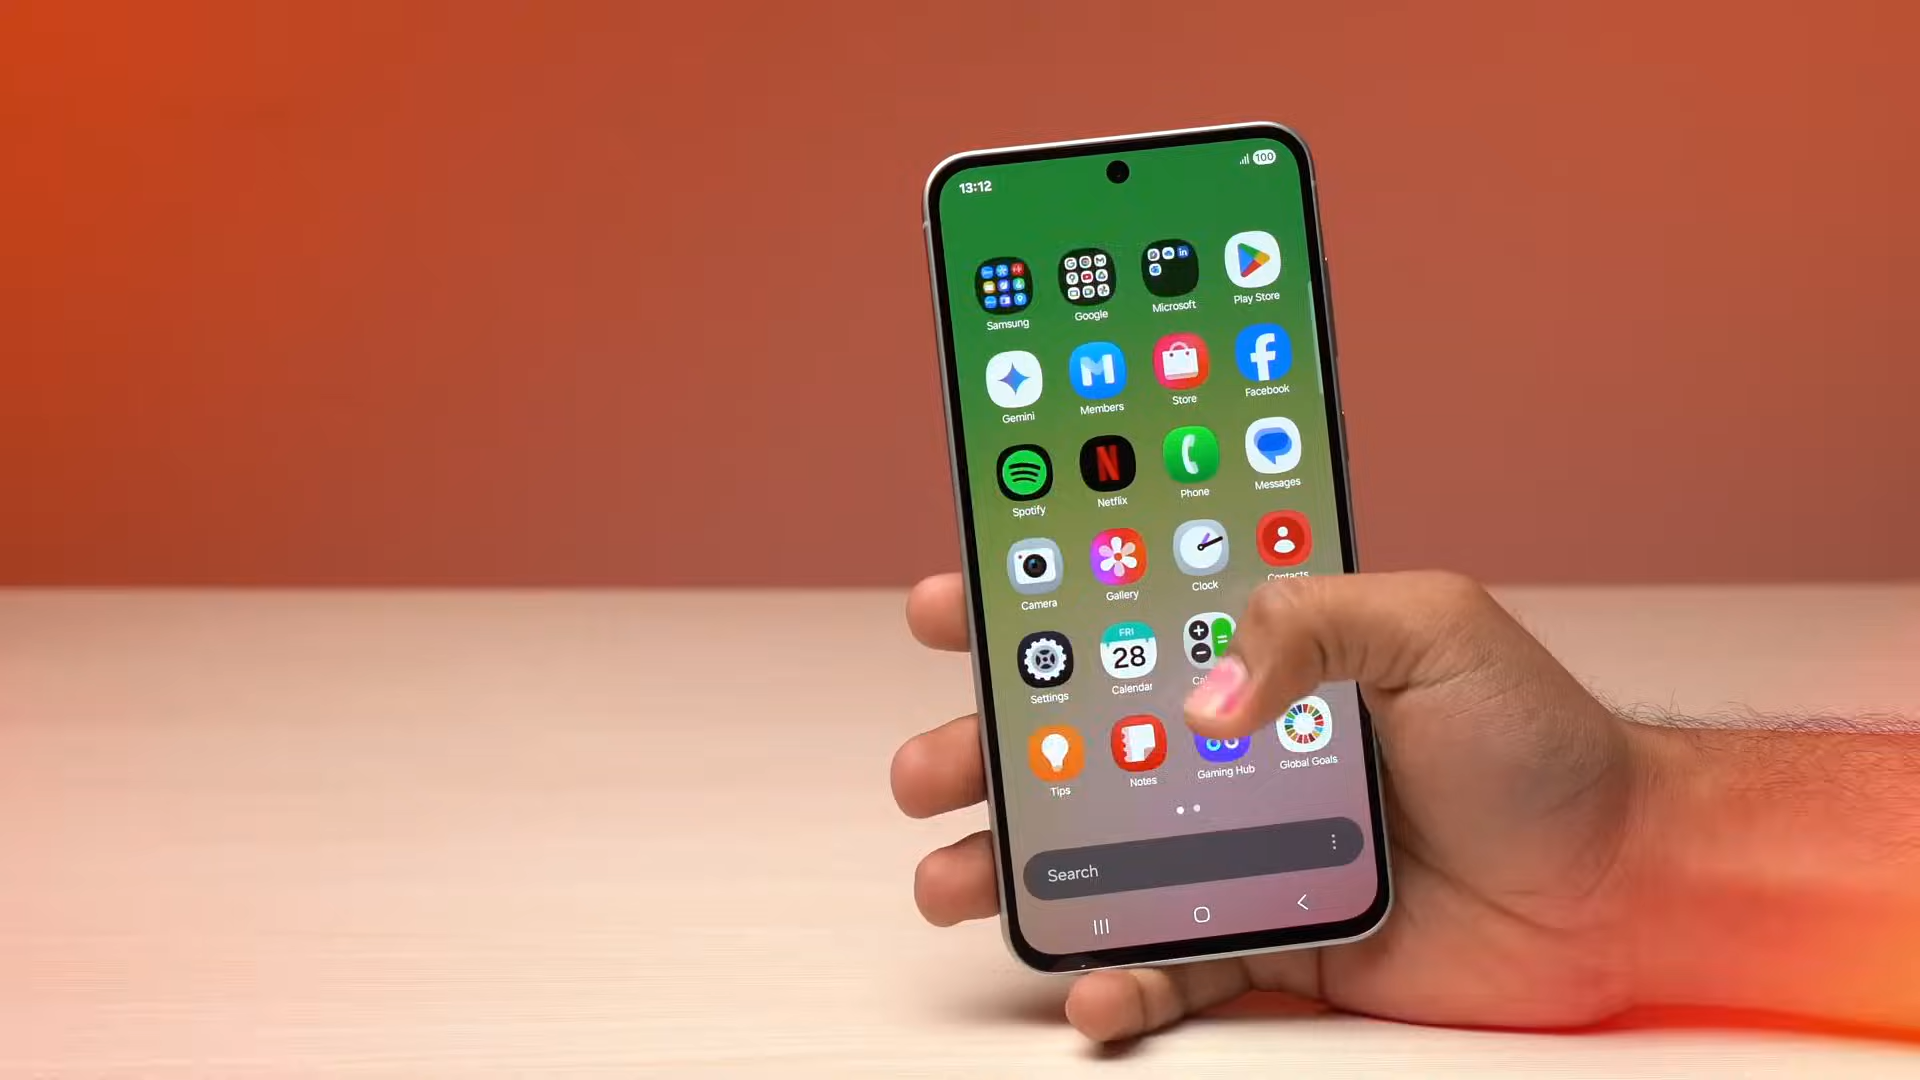 13:12
100
Samsung
Google
Microsoft
Play Store
Gemini
Members
Store
Facebook
Spotify
Netflix
Phone
Messages
Camera
Gallery
Clock
Contacts
FRI
28
Settings
Calendar
Tips
Notes
Gaming Hub
Global Goals
Search